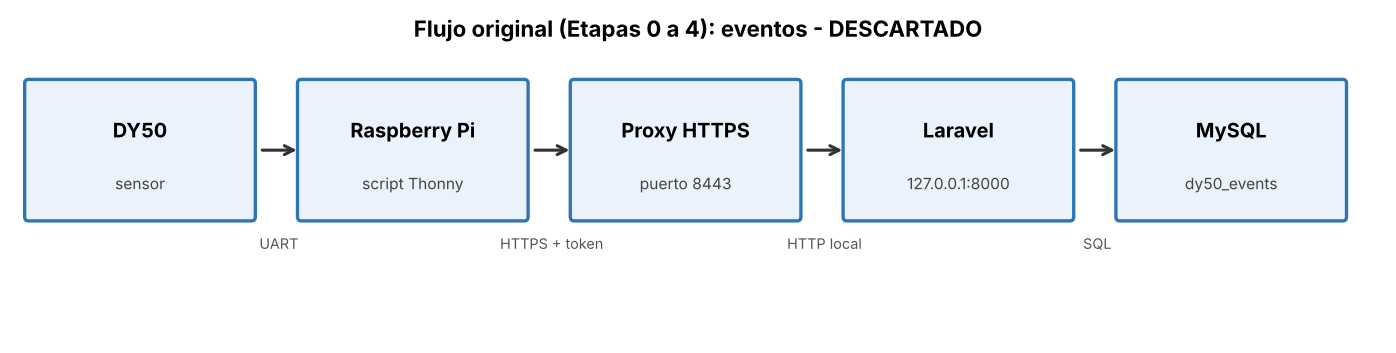 Flujo original (Etapas 0 a 4): eventos - DESCARTADO
DY50
sensor
Raspberry Pi
script Thonny
Proxy HTTPS
puerto 8443
Laravel
127.0.0.1:8000
MySQL
dy50_events
UART
HTTPS + token
HTTP local
SQL